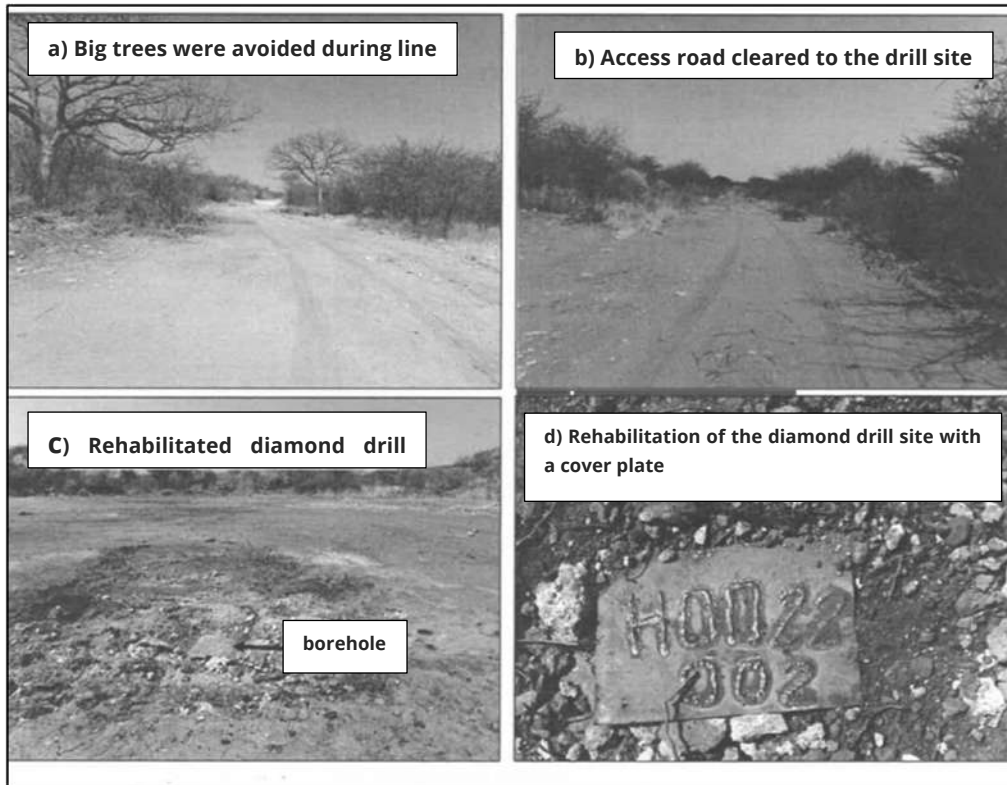 a) Big trees were avoided during line
b) Access road cleared to the drill site
c) Rehabilitated diamond drill
borehole
d) Rehabilitation of the diamond drill site with
a cover plate
002